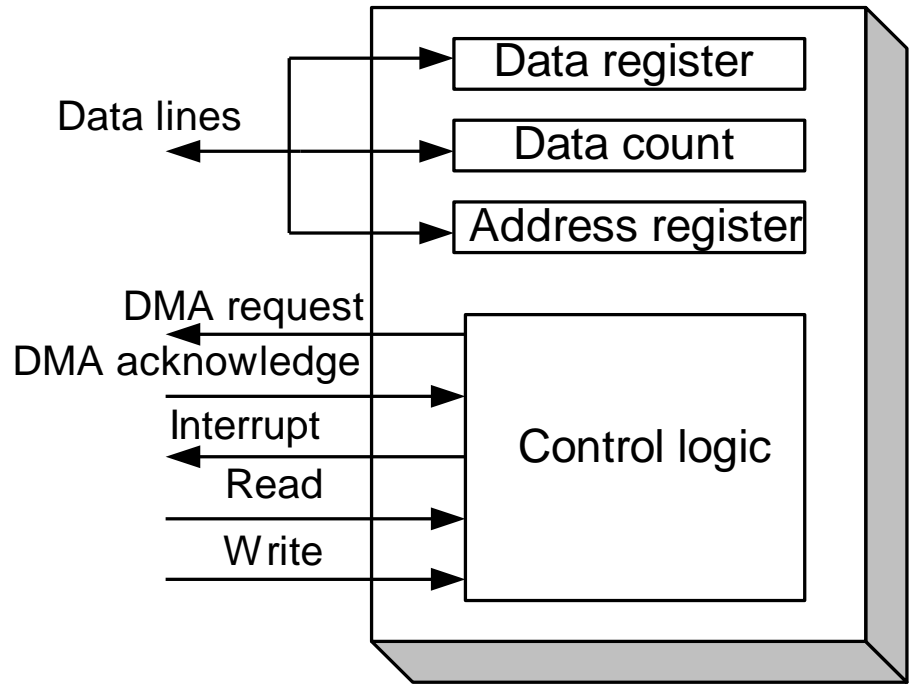 Data register
Data lines
Data count
Address register
DMA request
DMA acknowledge
Interrupt
Control logic
Read
Write